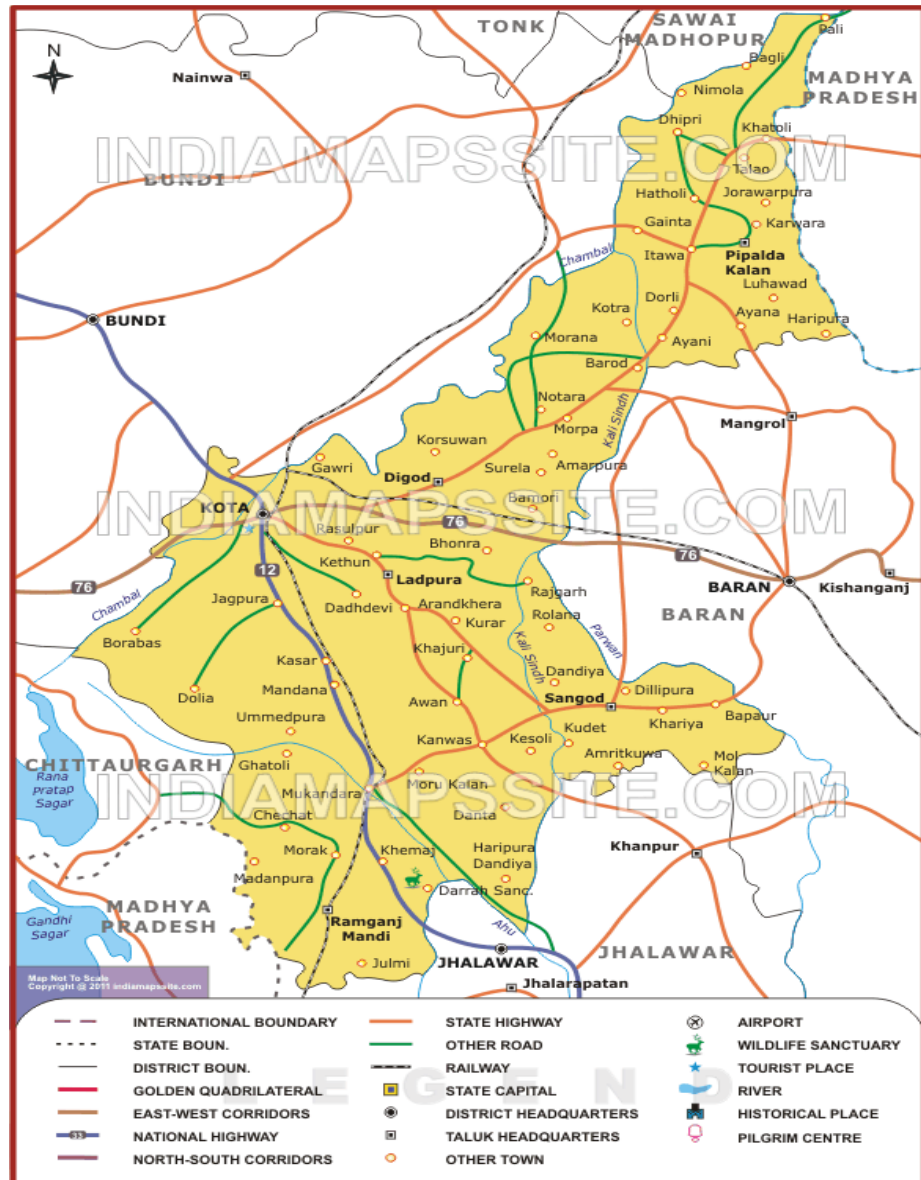 TONK
SAWAI
MADHOPUR
Pali
N
Nainwa
Bagli
MADHYA
PRADESH
Nimola
Dhipri
Khatoli
INDIAMAPSSITE.COM
BUNDI
Talao
Hatholi
Jorawarpura
Gainta
Karwara
Chambal
Itawa
Pipalda
Kalan
Luhawad
Kotra
Dorli
BUNDI
Ayana
Haripura
Morana
Ayani
Barod
Notara
Kali Sindh
Mangrol
Morpa
Korsuwan
Gawri
Surela
Amarpura
Digod
INDIAMAPSSITE.COM
Bamori
KOTA
76
Rasulpur
Bhonra
76
Kethun
12
Ladpura
76
BARAN
Kishanganj
Chambal
Jagpura
Dadhdevi
Arandkhera
Rajgarh
BARAN
Kurar
Rolana
Borabas
Parwan
Khajuri
Kali Sindh
Kasar
Dandiya
Dolia
Mandana
Sangod
Dillipura
Awan
Khariya
Bapaur
Ummedpura
Kudet
Kanwas
Kesoli
Ghatoli
Amritkuwa
Mol
Kalan
CHITTAURGARH
Rana
pratap
Sagar
INDIAMAPSSITE.COM
Mukandara
Moru Kalan
Danta
Chechat
Khanpur
Morak
Khemaj
Haripura
Dandiya
Madanpura
Darrah Sanc.
MADHYA
PRADESH
Gandhi
Sagar
Ramganj
Mandi
Ahu
JHALAWAR
JHALAWAR
Julmi
Jhalarapatan
Map Not To Scale
Copyright @ 2011 indiamapssite.com
LEGEND
INTERNATIONAL BOUNDARY
STATE BOUN.
DISTRICT BOUN.
GOLDEN QUADRILATERAL
EAST-WEST CORRIDORS
33
NATIONAL HIGHWAY
NORTH-SOUTH CORRIDORS
STATE HIGHWAY
OTHER ROAD
RAILWAY
STATE CAPITAL
DISTRICT HEADQUARTERS
TALUK HEADQUARTERS
OTHER TOWN
AIRPORT
WILDLIFE SANCTUARY
TOURIST PLACE
RIVER
HISTORICAL PLACE
PILGRIM CENTRE